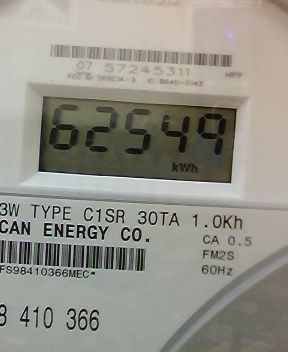 07 57245311
HPP
62549
kWh
3W TYPE C1SR 30TA 1.0Kh
CAN ENERGY CO.
CA 0.5
FM2S
60Hz
FS98410366MEC*
8 410 366